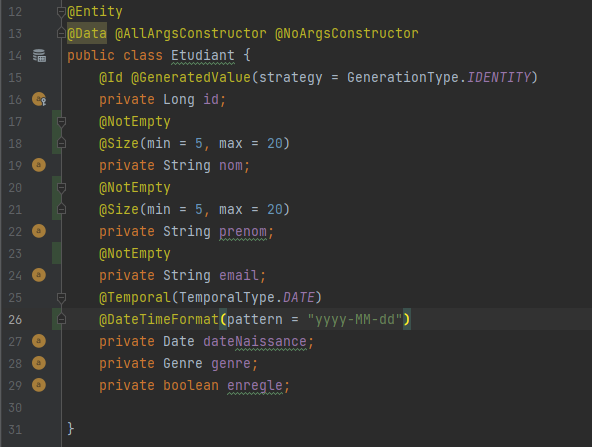 12 @Entity
13 @Data @AllArgsConstructor @NoArgsConstructor
14 public class Etudiant {
15 @Id @GeneratedValue(strategy = GenerationType.IDENTITY)
16 private Long id;
17 @NotEmpty
18 @Size(min = 5, max = 20)
19 private String nom;
20 @NotEmpty
21 @Size(min = 5, max = 20)
22 private String prenom;
23 @NotEmpty
24 private String email;
25 @Temporal(TemporalType.DATE)
26 @DateTimeFormat(pattern = "yyyy-MM-dd")
27 private Date dateNaissance;
28 private Genre genre;
29 private boolean enregle;
30
31 }